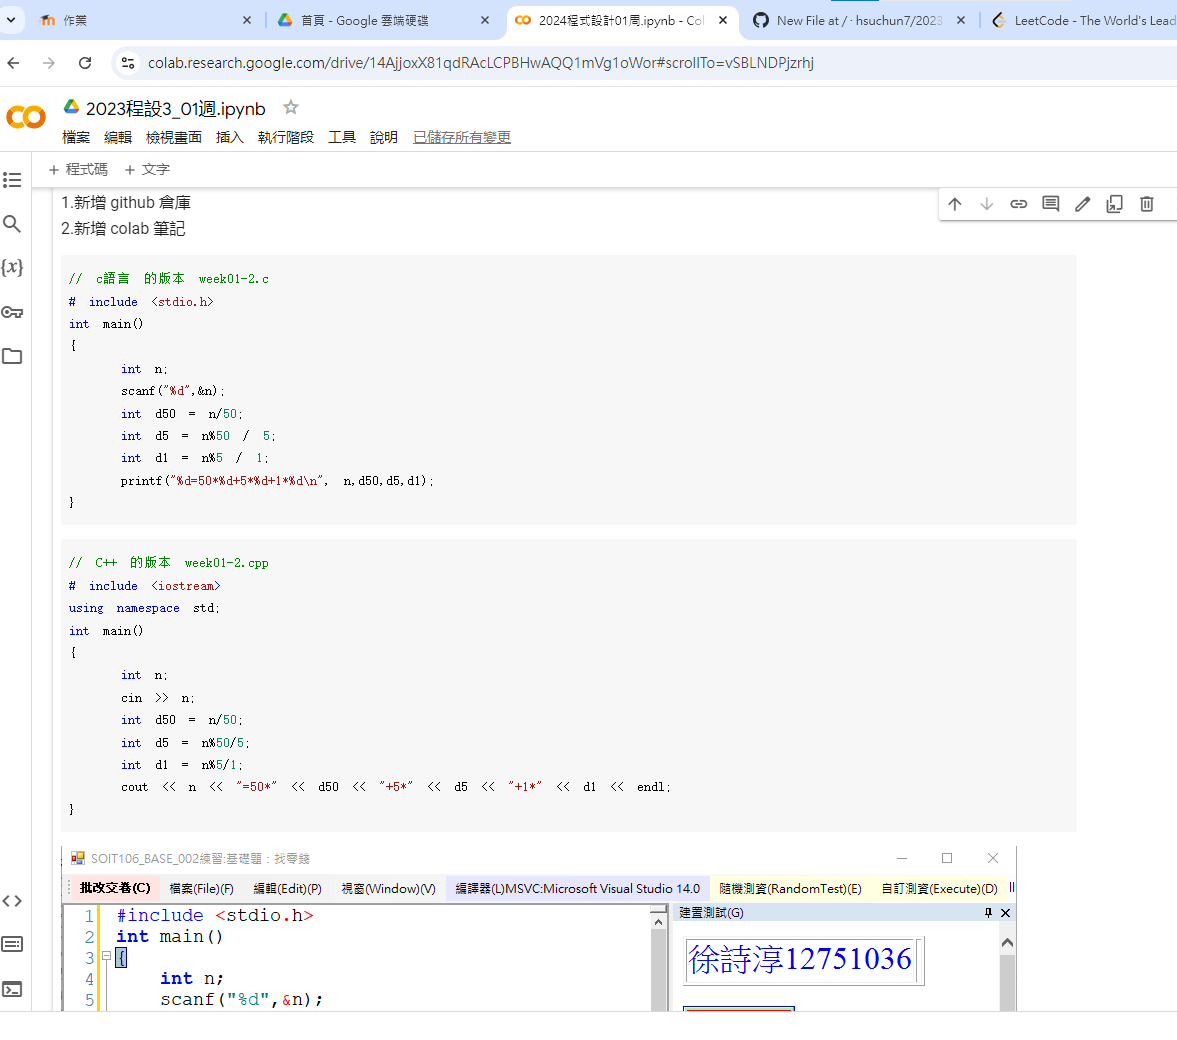 作業
首頁 - Google 雲端硬碟
2024程式設計01周.ipynb - Col
New File at / · hsuchun7/2023
LeetCode - The World's Lead
colab.research.google.com/drive/14AjjoxX81qdRAcLCPBHwAQQ1mVg1oWor#scrollTo=vSBLNDPjzrhj
2023程設3_01週.ipynb
檔案 編輯 檢視畫面 插入 執行階段 工具 說明 已儲存所有變更
+ 程式碼 + 文字
1.新增 github 倉庫
2.新增 colab 筆記
// c語言 的版本 week01-2.c
# include <stdio.h>
int main()
{
int n;
scanf("%d",&n);
int d50 = n/50;
int d5 = n%50 / 5;
int d1 = n%5 / 1;
printf("%d=50*%d+5*%d+1*%d\n", n,d50,d5,d1);
}
// C++ 的版本 week01-2.cpp
# include <iostream>
using namespace std;
int main()
{
int n;
cin >> n;
int d50 = n/50;
int d5 = n%50/5;
int d1 = n%5/1;
cout << n << "=50*" << d50 << "+5*" << d5 << "+1*" << d1 << endl;
}
SOIT106_BASE_002練習:基礎題：找零錢
批改交卷(C) 檔案(File)(F) 編輯(Edit)(P) 視窗(Window)(V) 編譯器(L)MSVC:Microsoft Visual Studio 14.0 隨機測資(RandomTest)(E) 自訂測資(Execute)(D)
建置測試(G)
1 #include <stdio.h>
2 int main()
3 {
4 int n;
5 scanf("%d",&n);
徐詩淳12751036